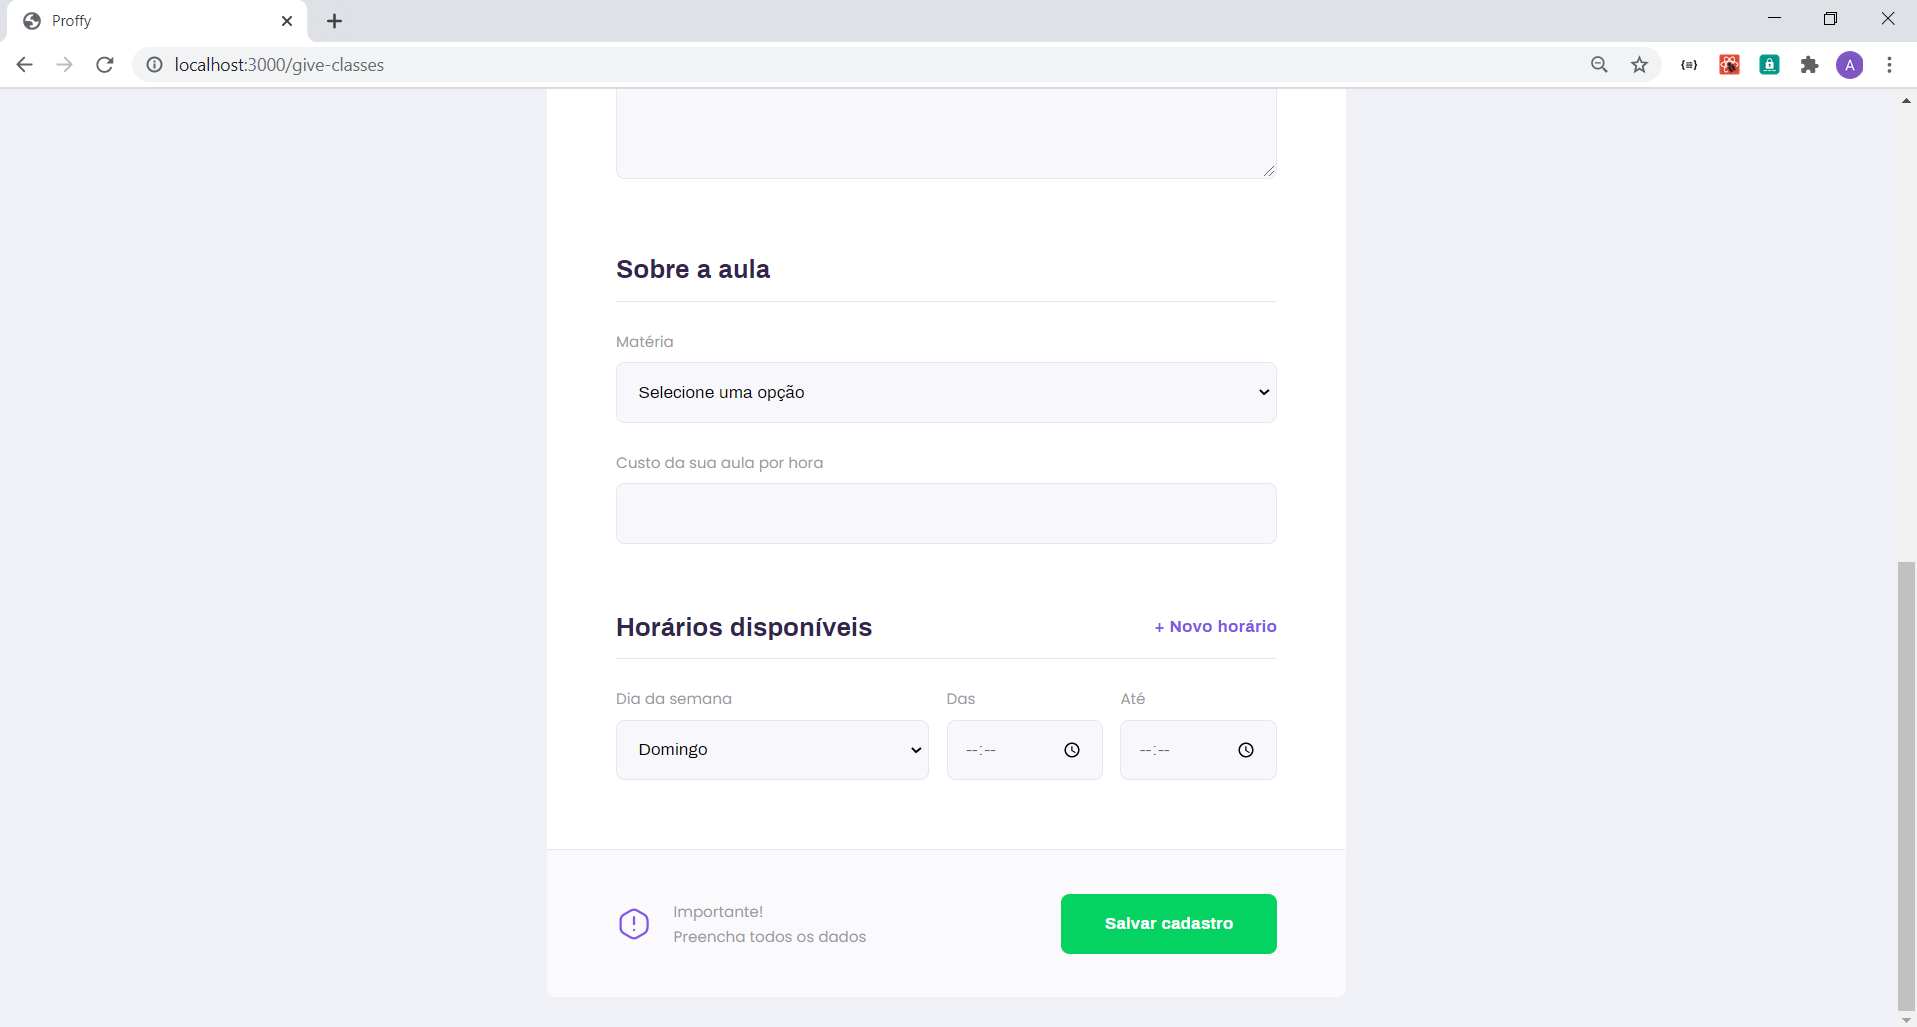 Proffy
localhost:3000/give-classes
A
Sobre a aula
Matéria
Selecione uma opção
Custo da sua aula por hora
Horários disponíveis
+ Novo horário
Dia da semana
Das
Até
Domingo
--:--
--:--
Importante!
Preencha todos os dados
Salvar cadastro